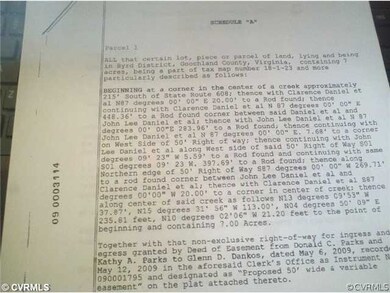 SCHEDULE "A"
Parcel 1
ALL that certain lot, piece or parcel of land, lying and being
in Byrd District, Goochland County, Virginia, containing 7
acres, being a part of tax map number 18-1-23 and more
particularly described as follows:
BEGINNING at a corner in the center of a creek approximately
215' South of State Route 608; thence with Clarence Daniel et
al N87 degrees 00' 00" E 20.00' to a Rod found; thence
continuing with Clarence Daniel et al N 87 degrees 00' 00" E
448.36' to a Rod found corner between said Daniel et al and
John Lee Daniel et al; thence with John Lee Daniel et al N 87
degrees 00' 00"E 293.96' to a rod found; thence continuing with
John Lee Daniel et al N 87 degrees 00'00" E. 7.68' to a corner
on West side of 50' Right of way; thence continuing with John
Lee Daniel et al along West side of said 50' Right of Way S01
degrees 09' 23" W 5.59' to a Rod found and continuing with same
S01 degrees 09' 23" W. 397.69' to a Rod found; thence along
Northern edge of 50' Right Way S87 degrees 00' 00" W 269.71'
to a rod found corner between John Lee Daniel et al and
Clarence Daniel et al; thence with Clarence Daniel et al S87
degrees 00'00" W 20.00' to a corner in center of creek; thence
along center of said creek as follows N13 degrees 59'53" W
37.87', N15 degrees 35' 56" W 113.00', N04 degrees 50' 09" E
235.61 feet, N10 degrees 02'06" W 21.20 feet to the point of
beginning and containing 7.00 Acres.
Together with that non-exclusive right-of-way for ingress and
egress granted by Deed of Easement from Donald C. Parks and
Kathy A. Parks to Glenn D. Dankos, dated May 6, 2009, recorded
May 12, 2009 in the aforesaid Clerk's Office as Instrument N
090001795 and designated as "Proposed 50' wide & variable
easement" on the plat attached thereto.
09 0003114
©CVRMLS
©CVRMLS